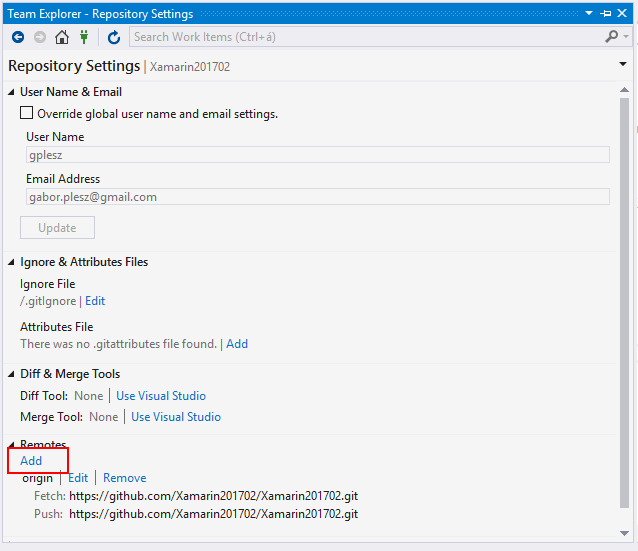 Team Explorer - Repository Settings
Search Work Items (Ctrl+á)
Repository Settings | Xamarin201702
User Name & Email
Override global user name and email settings.
User Name
gplesz
Email Address
gabor.plesz@gmail.com
Update
Ignore & Attributes Files
Ignore File
/.gitIgnore | Edit
Attributes File
There was no .gitattributes file found. | Add
Diff & Merge Tools
Diff Tool: None | Use Visual Studio
Merge Tool: None | Use Visual Studio
Remotes
Add
origin | Edit | Remove
Fetch: https://github.com/Xamarin201702/Xamarin201702.git
Push: https://github.com/Xamarin201702/Xamarin201702.git